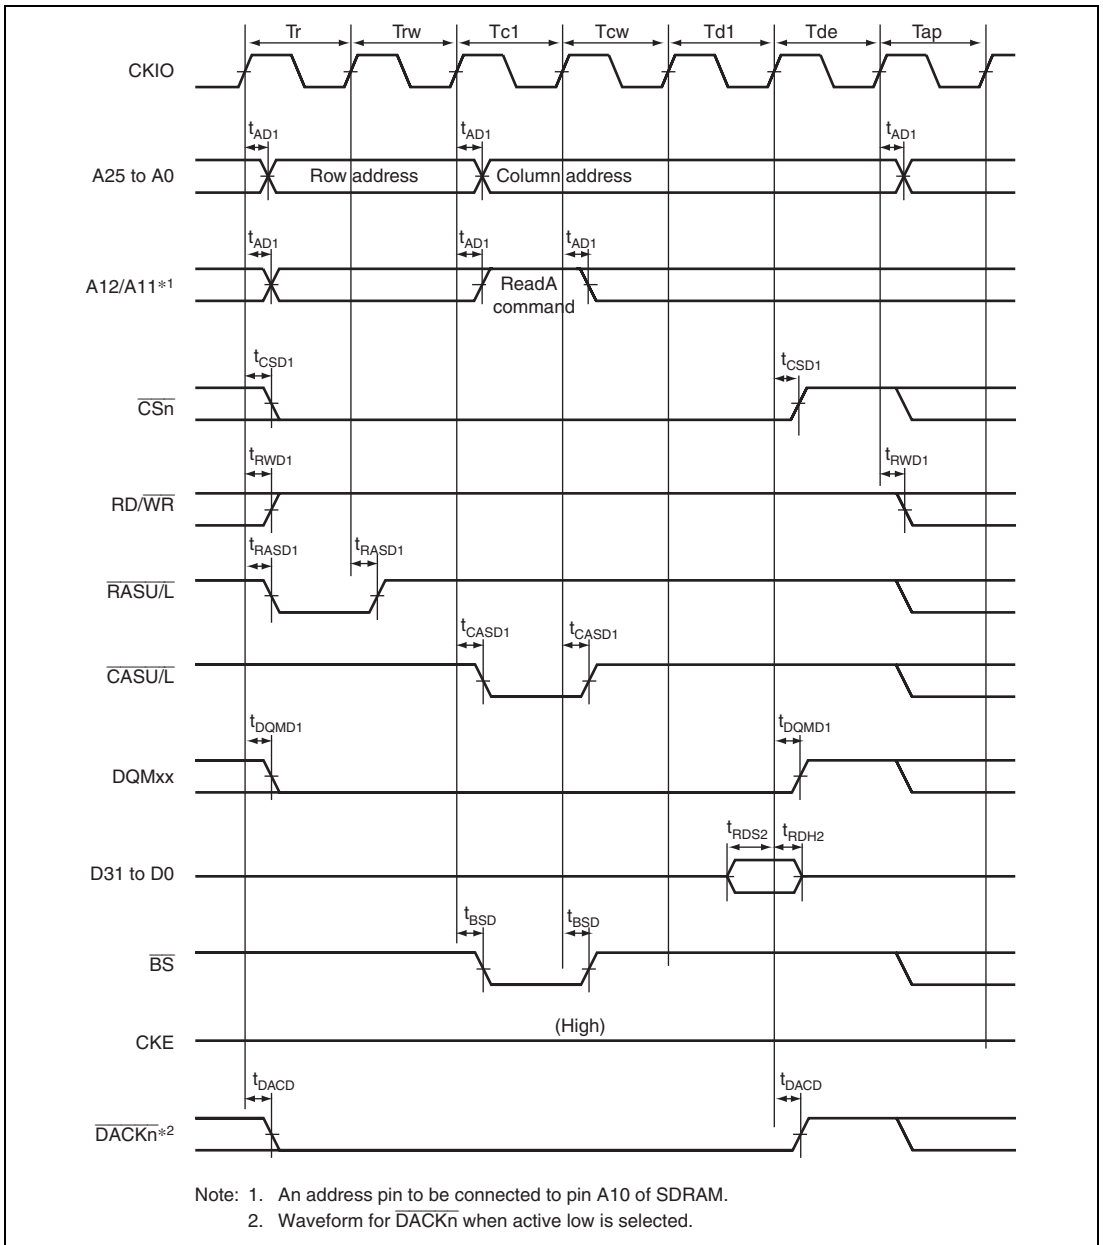 Tr Trw Tc1 Tcw Td1 Tde Tap
CKIO
tAD1 tAD1 tAD1
A25 to A0 Row address Column address
tAD1 tAD1 tAD1
A12/A11*1 ReadA
command
tCSD1 tCSD1
CSn
tRWD1 tRWD1
RD/WR
tRASD1 tRASD1
RASU/L
tCASD1 tCASD1
CASU/L
tDQMD1 tDQMD1
DQMxx
tRDS2 tRDH2
D31 to D0
tBSD tBSD
BS
(High)
CKE
tDACD tDACD
DACKn*2
Note: 1. An address pin to be connected to pin A10 of SDRAM.
2. Waveform for DACKn when active low is selected.